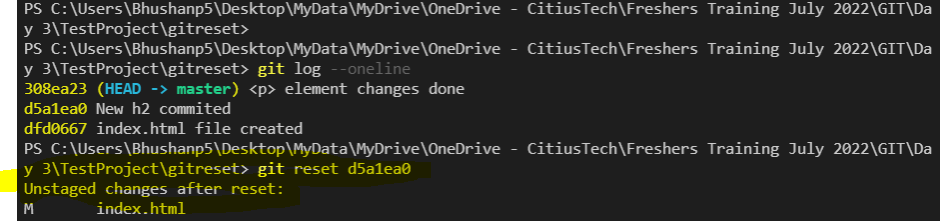 PS C:\Users\Bhushanp5\Desktop\MyData\MyDrive\OneDrive - CitiusTech\Freshers Training July 2022\GIT\Da
y 3\TestProject\gitreset>
PS C:\Users\Bhushanp5\Desktop\MyData\MyDrive\OneDrive - CitiusTech\Freshers Training July 2022\GIT\Da
y 3\TestProject\gitreset> git log --oneline
308ea23 (HEAD -> master) <p> element changes done
d5a1ea0 New h2 commited
dfd0667 index.html file created
PS C:\Users\Bhushanp5\Desktop\MyData\MyDrive\OneDrive - CitiusTech\Freshers Training July 2022\GIT\Da
y 3\TestProject\gitreset> git reset d5a1ea0
Unstaged changes after reset:
M       index.html